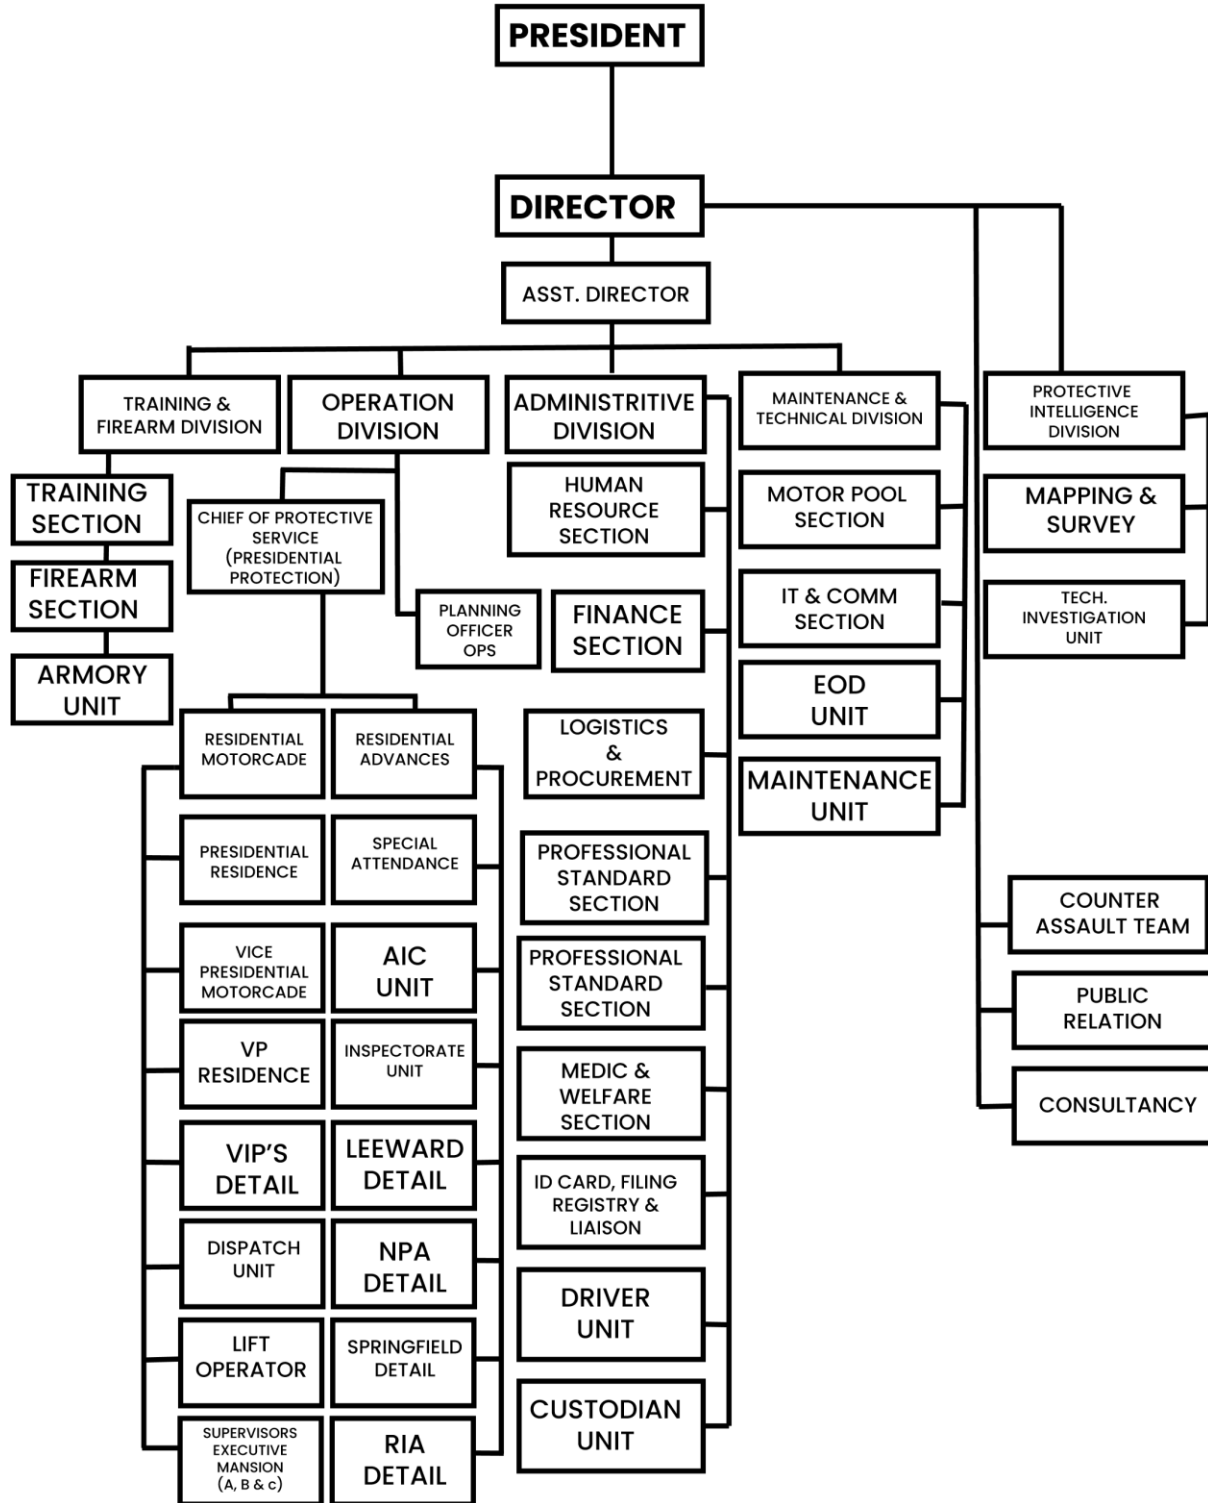 PRESIDENT
DIRECTOR
ASST. DIRECTOR
TRAINING &
FIREARM DIVISION
OPERATION
DIVISION
ADMINISTRITIVE
DIVISION
MAINTENANCE &
TECHNICAL DIVISION
PROTECTIVE
INTELLIGENCE
DIVISION
TRAINING
SECTION
FIREARM
SECTION
ARMORY
UNIT
CHIEF OF PROTECTIVE
SERVICE
(PRESIDENTIAL
PROTECTION)
PLANNING
OFFICER
OPS
RESIDENTIAL
MOTORCADE
PRESIDENTIAL
RESIDENCE
VICE
PRESIDENTIAL
MOTORCADE
VP
RESIDENCE
VIP'S
DETAIL
DISPATCH
UNIT
LIFT
OPERATOR
SUPERVISORS
EXECUTIVE
MANSION
(A, B & c)
RESIDENTIAL
ADVANCES
SPECIAL
ATTENDANCE
AIC
UNIT
INSPECTORATE
UNIT
LEEWARD
DETAIL
NPA
DETAIL
SPRINGFIELD
DETAIL
RIA
DETAIL
HUMAN
RESOURCE
SECTION
FINANCE
SECTION
LOGISTICS
&
PROCUREMENT
PROFESSIONAL
STANDARD
SECTION
PROFESSIONAL
STANDARD
SECTION
MEDIC &
WELFARE
SECTION
ID CARD, FILING
REGISTRY &
LIAISON
DRIVER
UNIT
CUSTODIAN
UNIT
MOTOR POOL
SECTION
IT & COMM
SECTION
EOD
UNIT
MAINTENANCE
UNIT
MAPPING &
SURVEY
TECH.
INVESTIGATION
UNIT
COUNTER
ASSAULT TEAM
PUBLIC
RELATION
CONSULTANCY